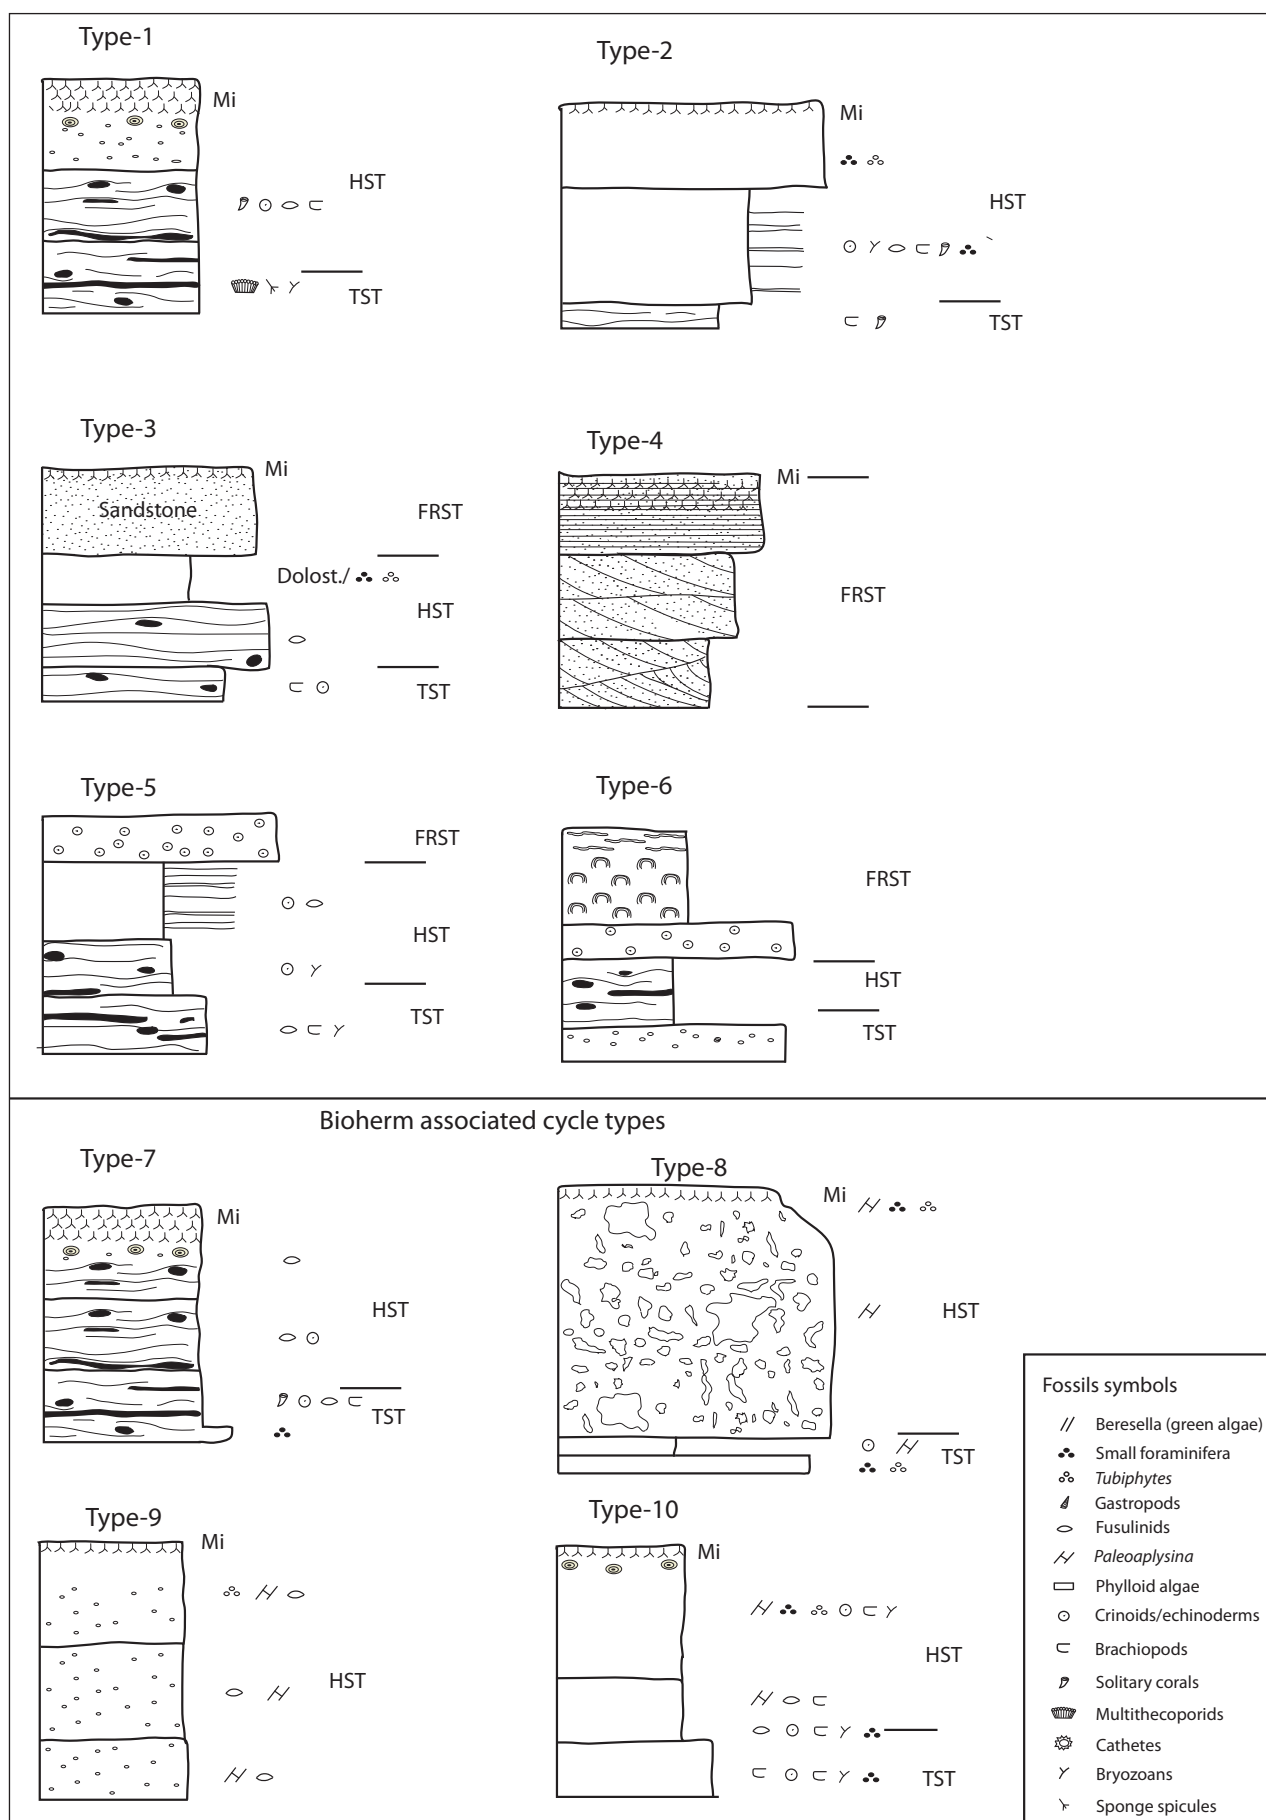 Type-1
Mi
HST
TST
Type-2
Mi
HST
TST
Type-3
Mi
Sandstone
FRST
Dolost./
HST
TST
Type-4
Mi
FRST
Type-5
FRST
HST
TST
Type-6
FRST
HST
TST
Bioherm associated cycle types
Type-7
Mi
HST
TST
Type-8
Mi
HST
TST
Type-9
Mi
HST
Type-10
Mi
HST
TST
Fossils symbols
Beresella (green algae)
Small foraminifera
Tubiphytes
Gastropods
Fusulinids
Paleoaplysina
Phylloid algae
Crinoids/echinoderms
Brachiopods
Solitary corals
Multithecoporids
Cathetes
Bryozoans
Sponge spicules